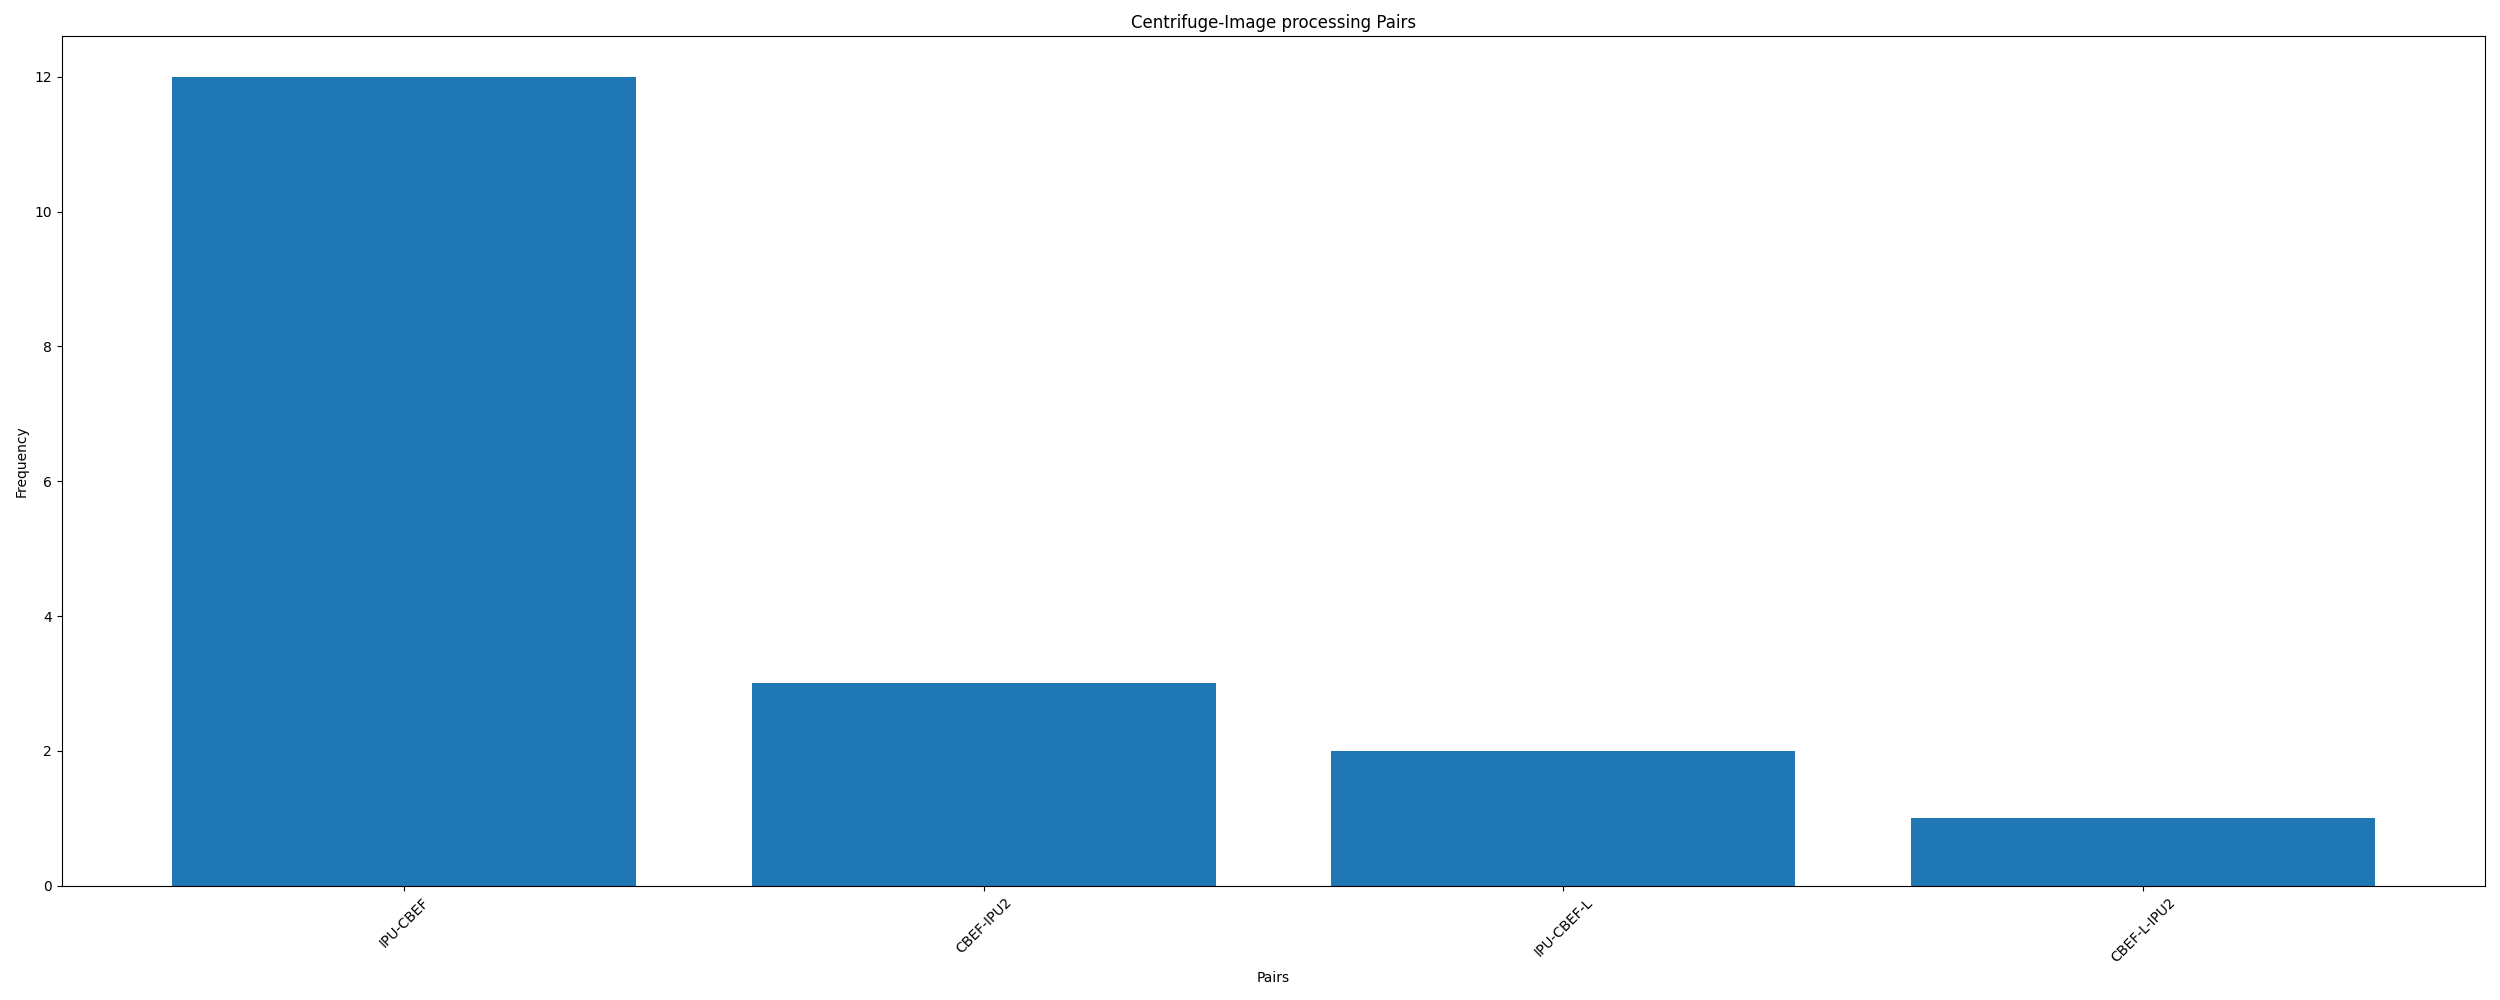 Centrifuge-Image processing Pairs
12
10
8
6
4
2
0
Frequency
IPU-CBEF
CBEF-IPU2
IPU-CBEF-L
CBEF-L-IPU2
Pairs